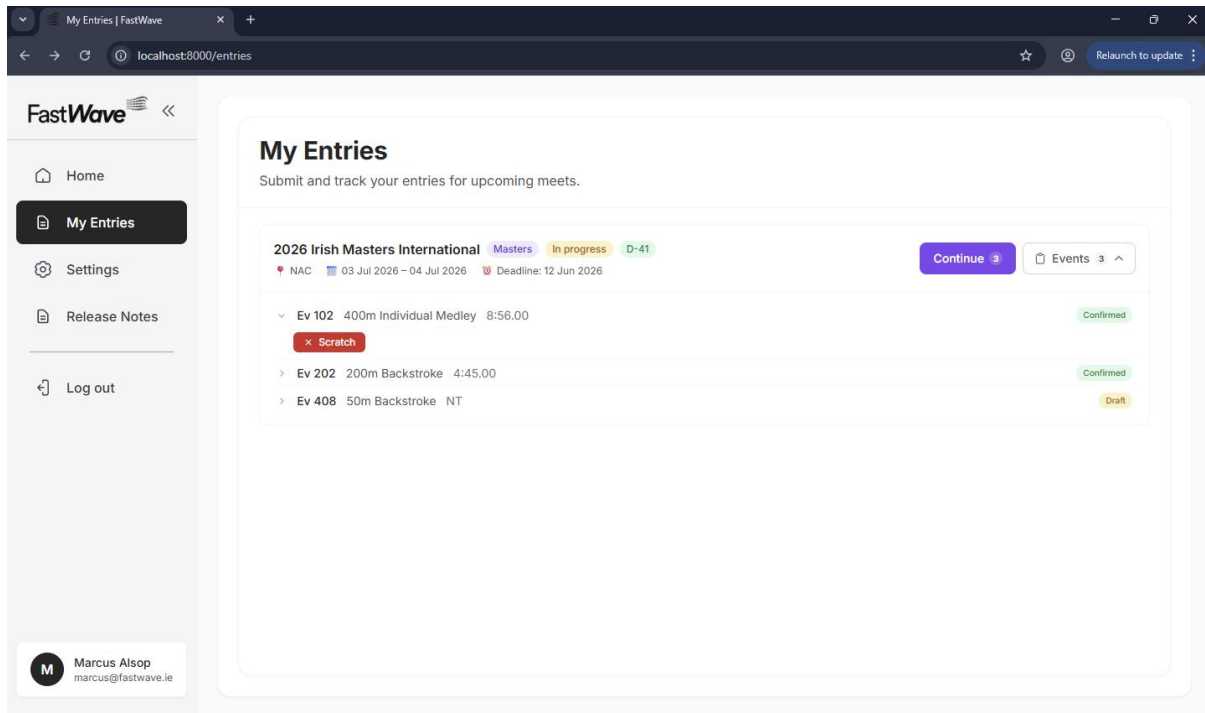 My Entries | FastWave
localhost:8000/entries
Relaunch to update
FastWave
Home
My Entries
Settings
Release Notes
Log out
M
Marcus Alsop
marcus@fastwave.ie
My Entries
Submit and track your entries for upcoming meets.
2026 Irish Masters International Masters In progress D-41
NAC 03 Jul 2026 – 04 Jul 2026 Deadline: 12 Jun 2026
Continue 3 Events 3
Ev 102 400m Individual Medley 8:56.00 Confirmed
× Scratch
Ev 202 200m Backstroke 4:45.00 Confirmed
Ev 408 50m Backstroke NT Draft